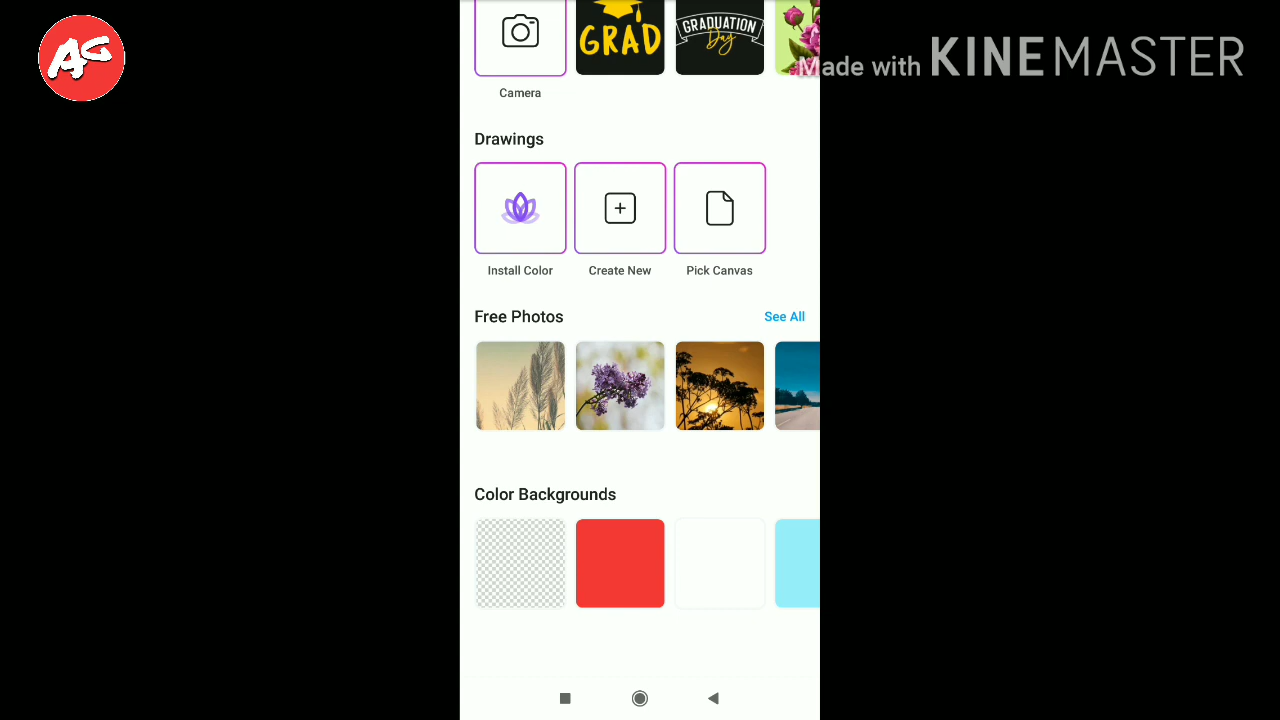 AG
Made with KINEMASTER
GRAD
GRADUATION
Day
Camera
Drawings
Install Color
Create New
Pick Canvas
Free Photos
See All
Color Backgrounds